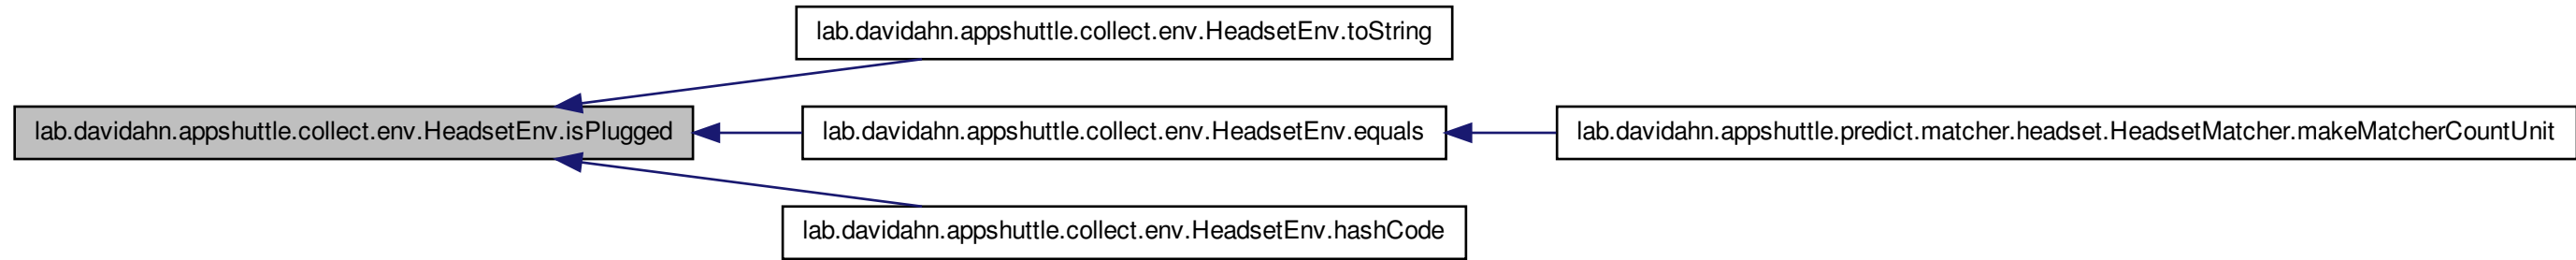 lab.davidahn.appshuttle.collect.env.HeadsetEnv.toString
lab.davidahn.appshuttle.collect.env.HeadsetEnv.isPlugged
lab.davidahn.appshuttle.collect.env.HeadsetEnv.equals
lab.davidahn.appshuttle.predict.matcher.headset.HeadsetMatcher.makeMatcherCountUnit
lab.davidahn.appshuttle.collect.env.HeadsetEnv.hashCode